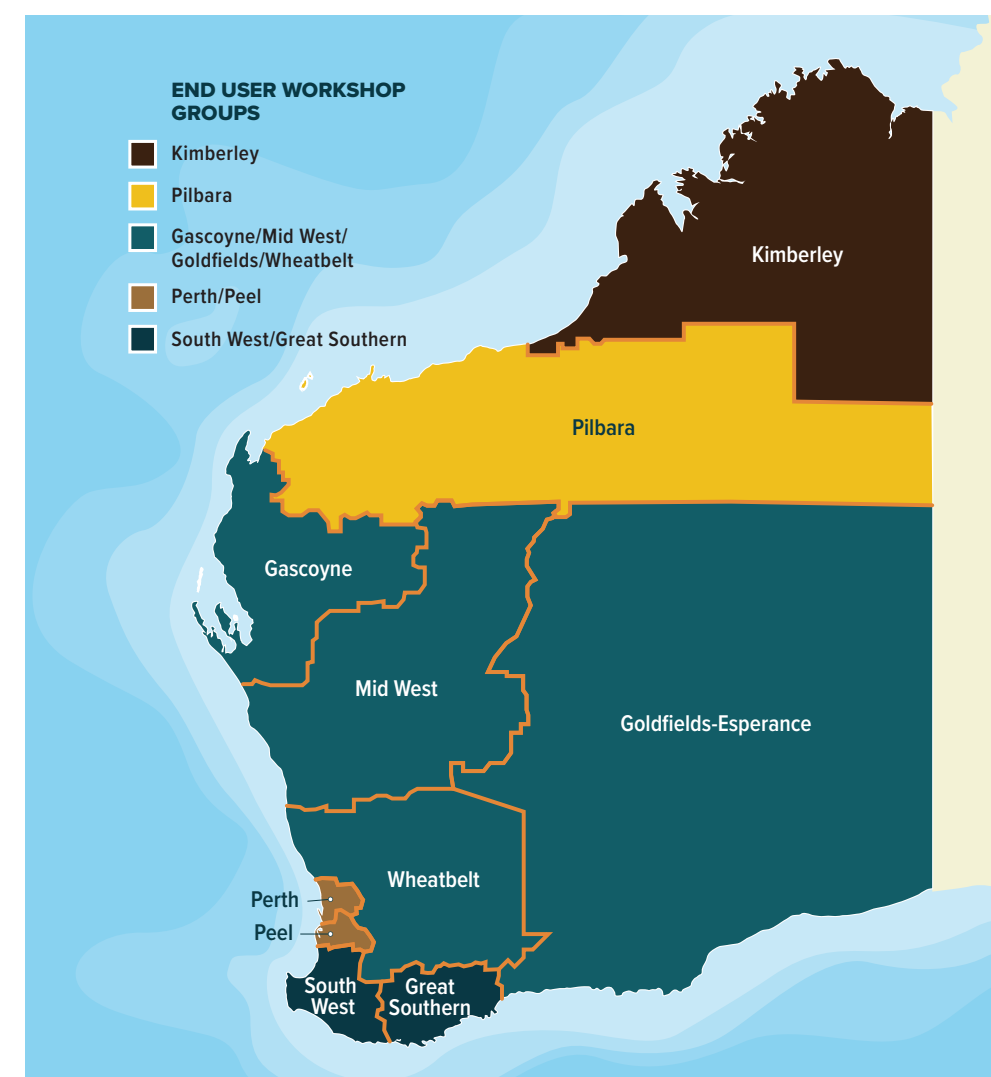 END USER WORKSHOP
GROUPS
Kimberley
Pilbara
Gascoyne/Mid West/
Goldfields/Wheatbelt
Perth/Peel
South West/Great Southern
Kimberley
Pilbara
Gascoyne
Mid West
Goldfields-Esperance
Wheatbelt
Perth
Peel
South
West
Great
Southern